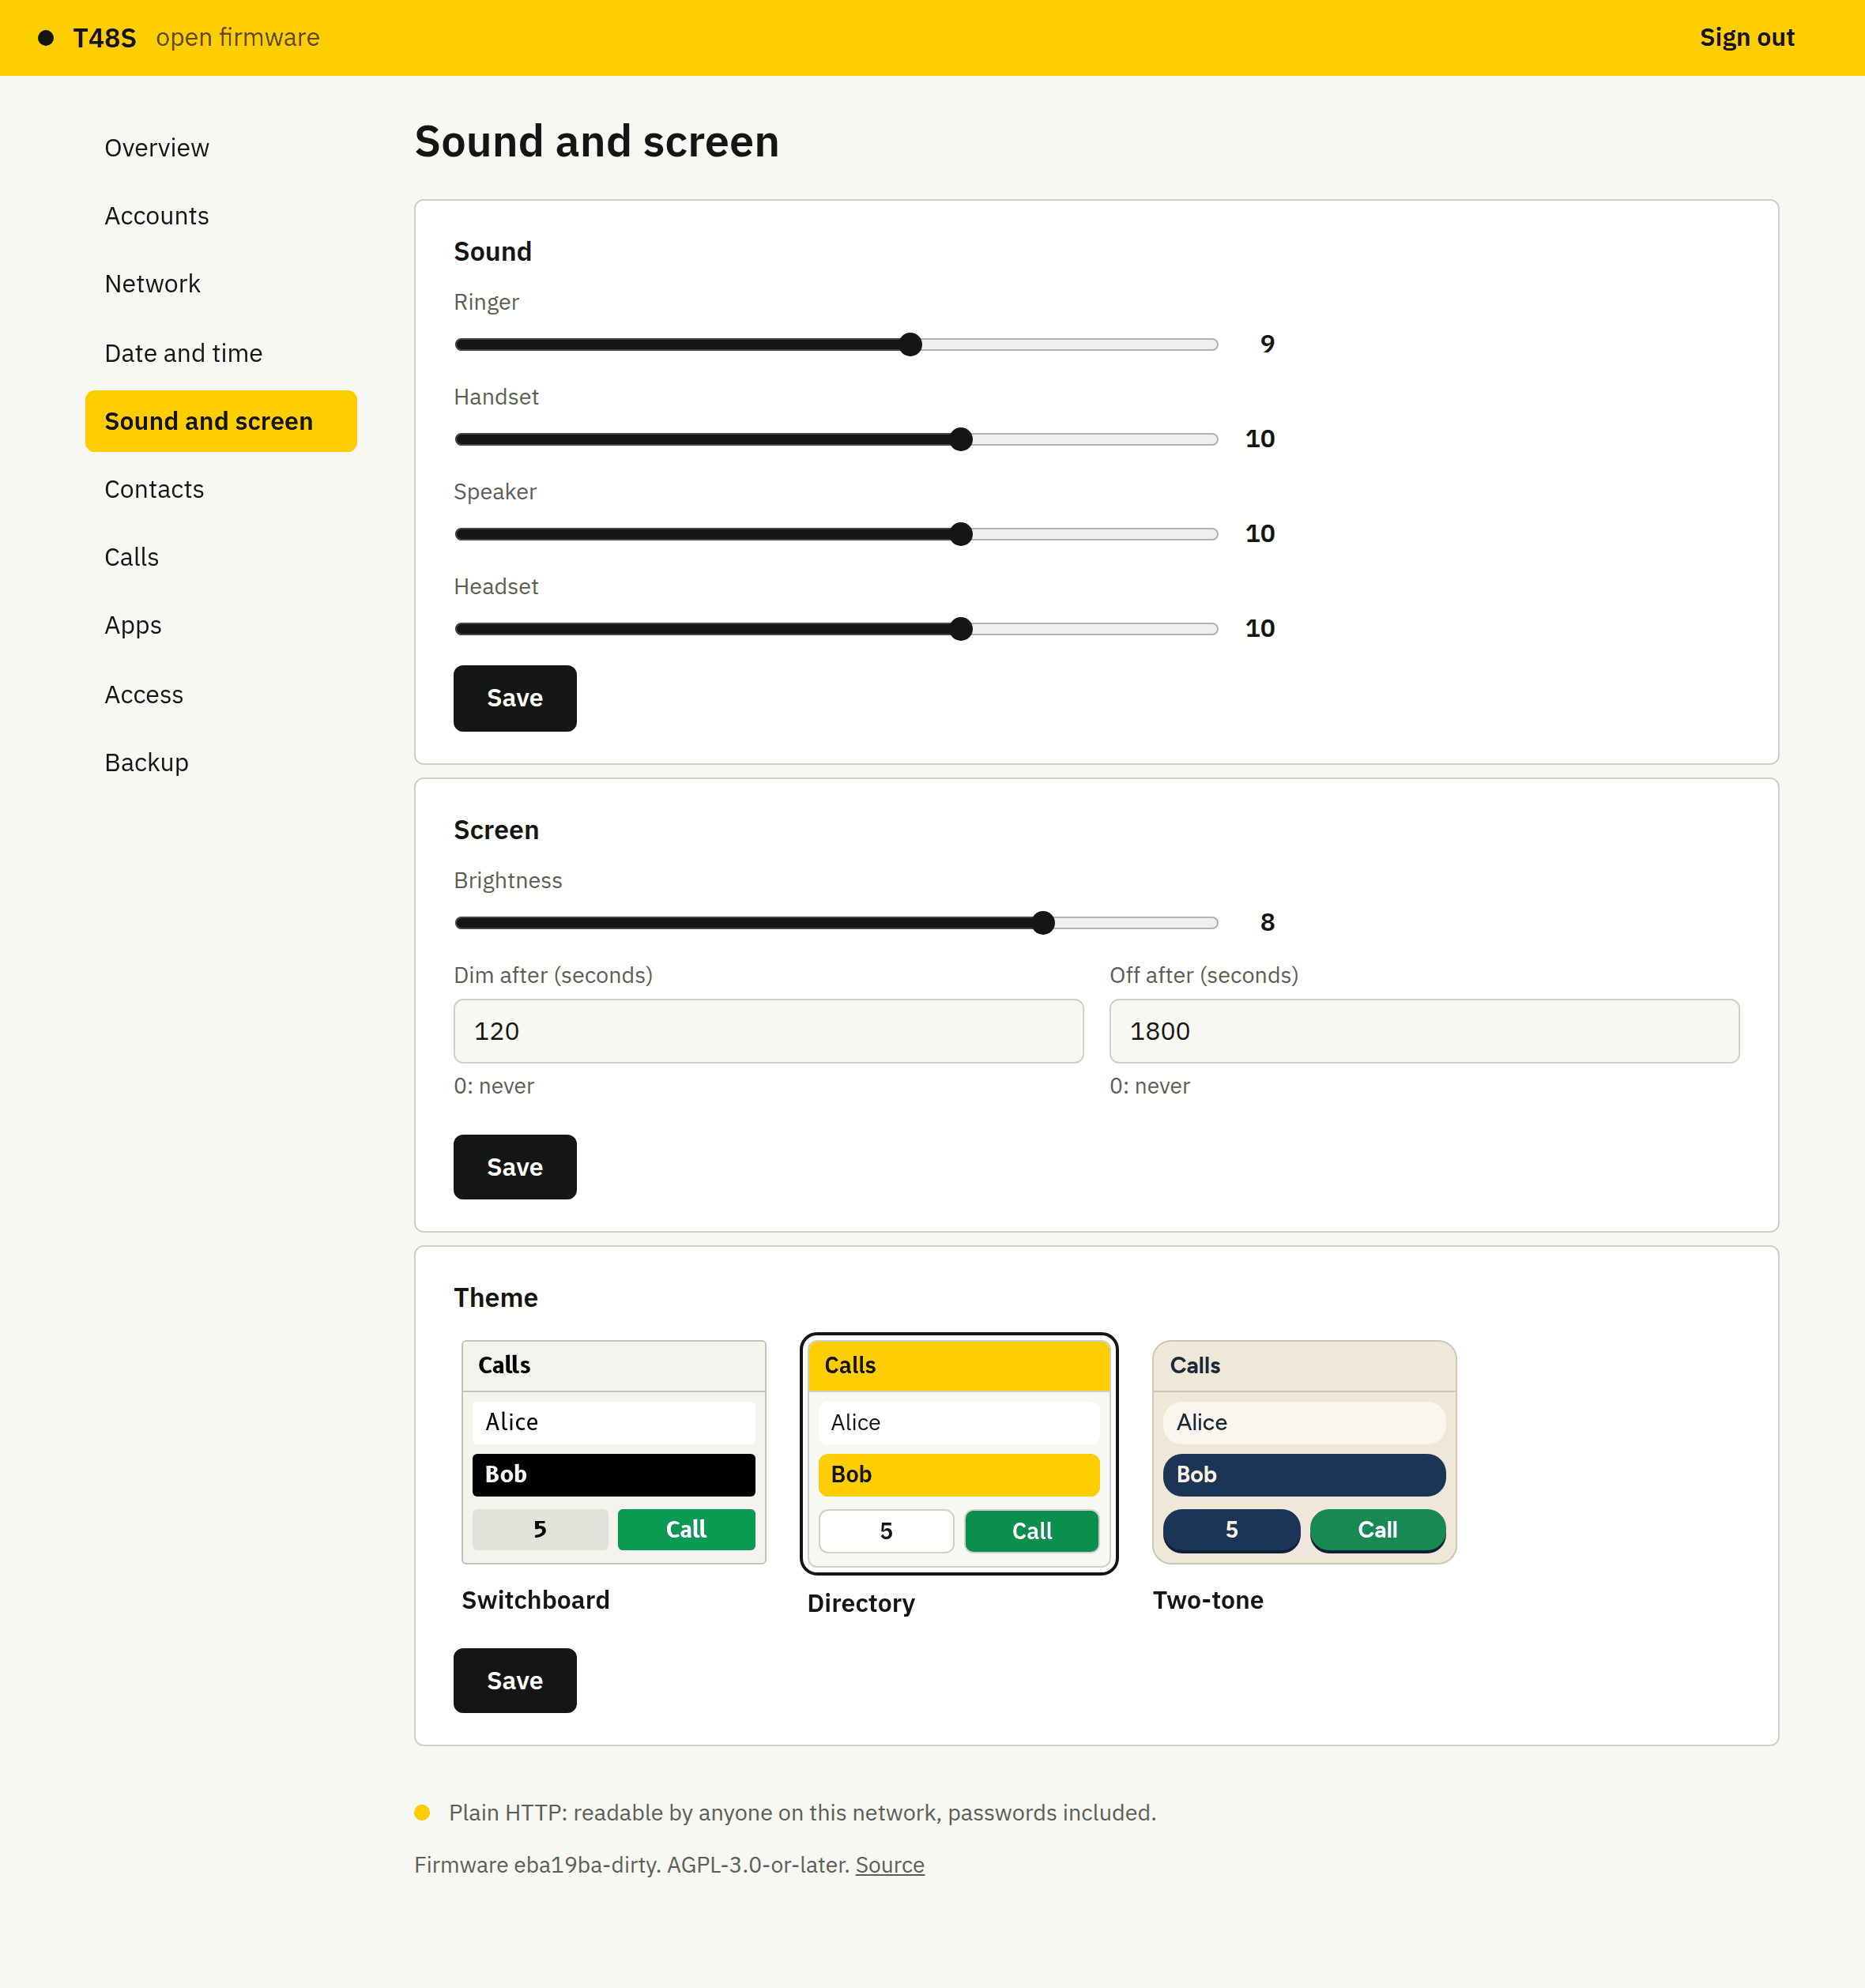 T48S open firmware Sign out
Overview
Accounts
Network
Date and time
Sound and screen
Contacts
Calls
Apps
Access
Backup
Sound and screen
Sound
Ringer
9
Handset
10
Speaker
10
Headset
10
Save
Screen
Brightness
8
Dim after (seconds) Off after (seconds)
120 1800
0: never 0: never
Save
Theme
Calls
Alice
Bob
5 Call
Switchboard
Calls
Alice
Bob
5 Call
Directory
Calls
Alice
Bob
5 Call
Two-tone
Save
Plain HTTP: readable by anyone on this network, passwords included.
Firmware eba19ba-dirty. AGPL-3.0-or-later. Source